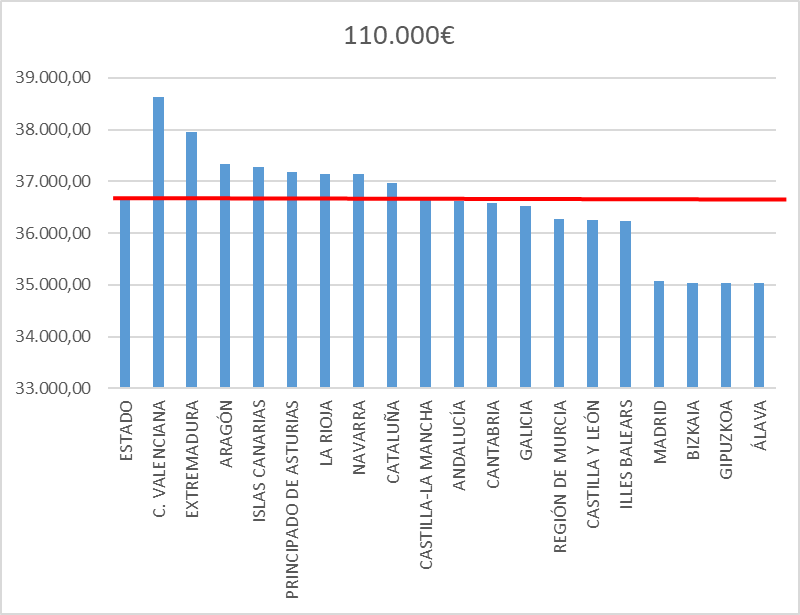 110.000€
39.000,00
38.000,00
37.000,00
36.000,00
35.000,00
34.000,00
33.000,00
ESTADO
C. VALENCIANA
EXTREMADURA
ARAGÓN
ISLAS CANARIAS
PRINCIPADO DE ASTURIAS
LA RIOJA
NAVARRA
CATALUÑA
CASTILLA-LA MANCHA
ANDALUCÍA
CANTABRIA
GALICIA
REGIÓN DE MURCIA
CASTILLA Y LEÓN
ILLES BALEARS
MADRID
BIZKAIA
GIPUZKOA
ÁLAVA